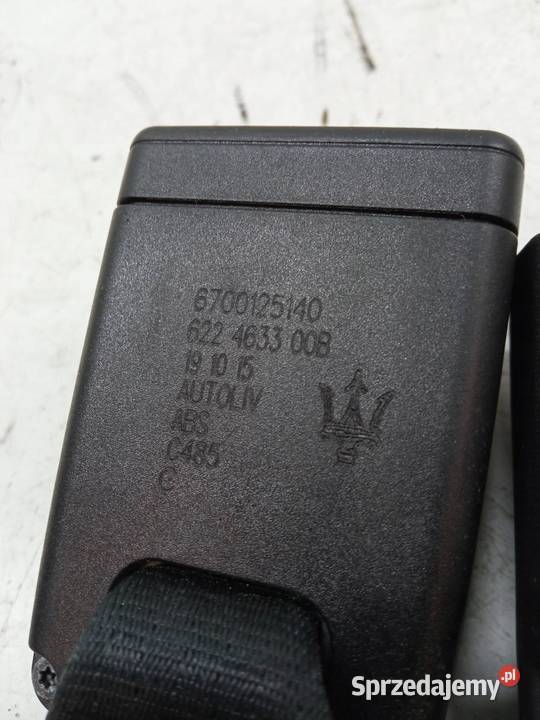 6700125140
622 4633 00B
19 10 15
AUTOLIV
ABS
C485
C
Sprzedajemy.pl